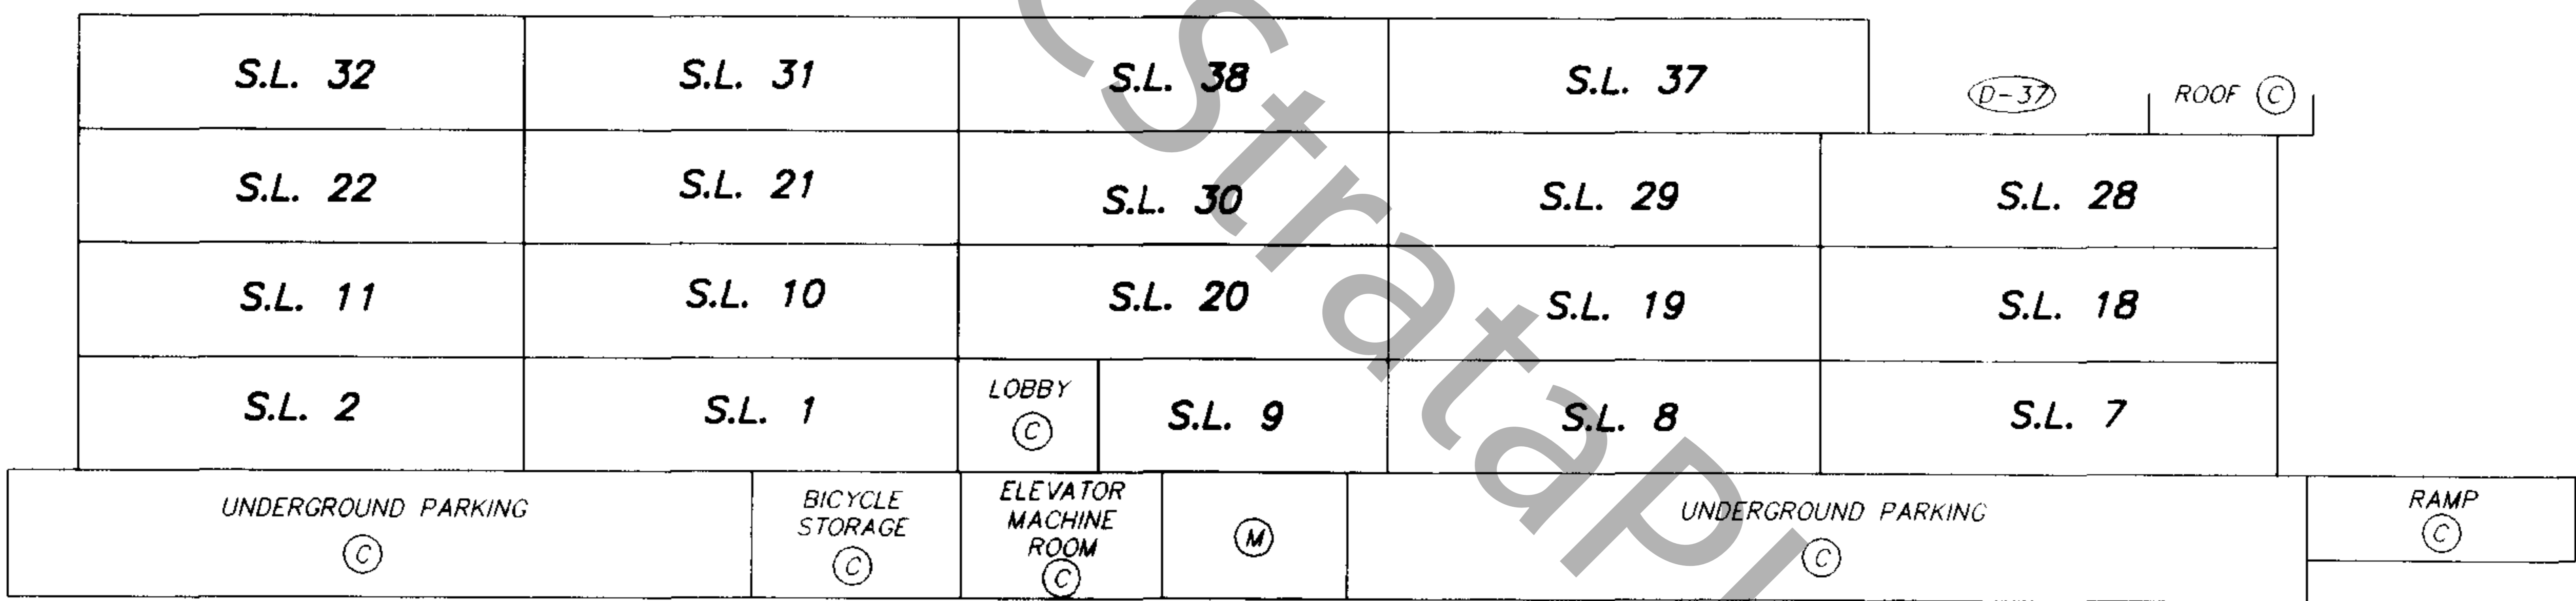 S.L. 32 S.L. 31 S.L. 38 S.L. 37 D-37 ROOF C
S.L. 22 S.L. 21 S.L. 30 S.L. 29 S.L. 28
S.L. 11 S.L. 10 S.L. 20 S.L. 19 S.L. 18
S.L. 2 S.L. 1 LOBBY C S.L. 9 S.L. 8 S.L. 7
UNDERGROUND PARKING
C
BICYCLE
STORAGE
C
ELEVATOR
MACHINE
ROOM
C
M
UNDERGROUND PARKING
C
RAMP
C
StrataPl